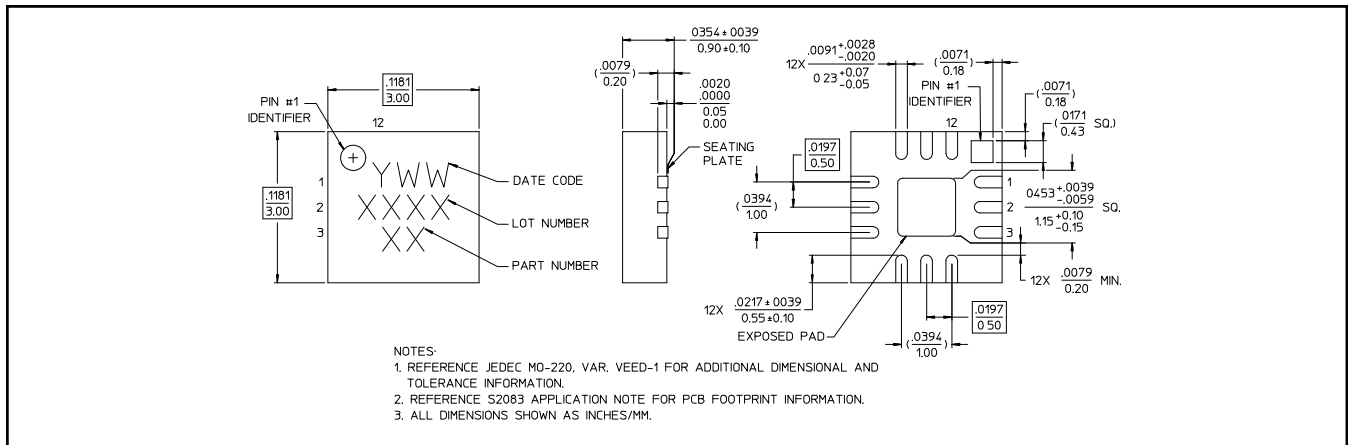 .1181
3.00
PIN #1
IDENTIFIER
12
.1181
3.00
1
2
3
YWW
XXXX
XX
DATE CODE
LOT NUMBER
PART NUMBER
.0354 ± .0039
0.90 ±0.10
(.0079
0.20)
.0020
.0000
0.05
0.00
SEATING
PLATE
12X .0091 +.0028 -.0020
0.23 +0.07 -0.05
(.0071
0.18)
PIN #1
IDENTIFIER
12
(.0071
0.18)
(.0171
0.43 SQ.)
.0197
0.50
(.0394
1.00)
1
2
3
.0453 +.0039 -.0059
1.15 +0.10 -0.15 SQ.
12X .0079
0.20 MIN.
12X .0217 ± .0039
0.55 ±0.10
EXPOSED PAD
.0197
0.50
(.0394
1.00)
NOTES:
1. REFERENCE JEDEC MO-220, VAR. VEED-1 FOR ADDITIONAL DIMENSIONAL AND
TOLERANCE INFORMATION.
2. REFERENCE S2083 APPLICATION NOTE FOR PCB FOOTPRINT INFORMATION.
3. ALL DIMENSIONS SHOWN AS INCHES/MM.